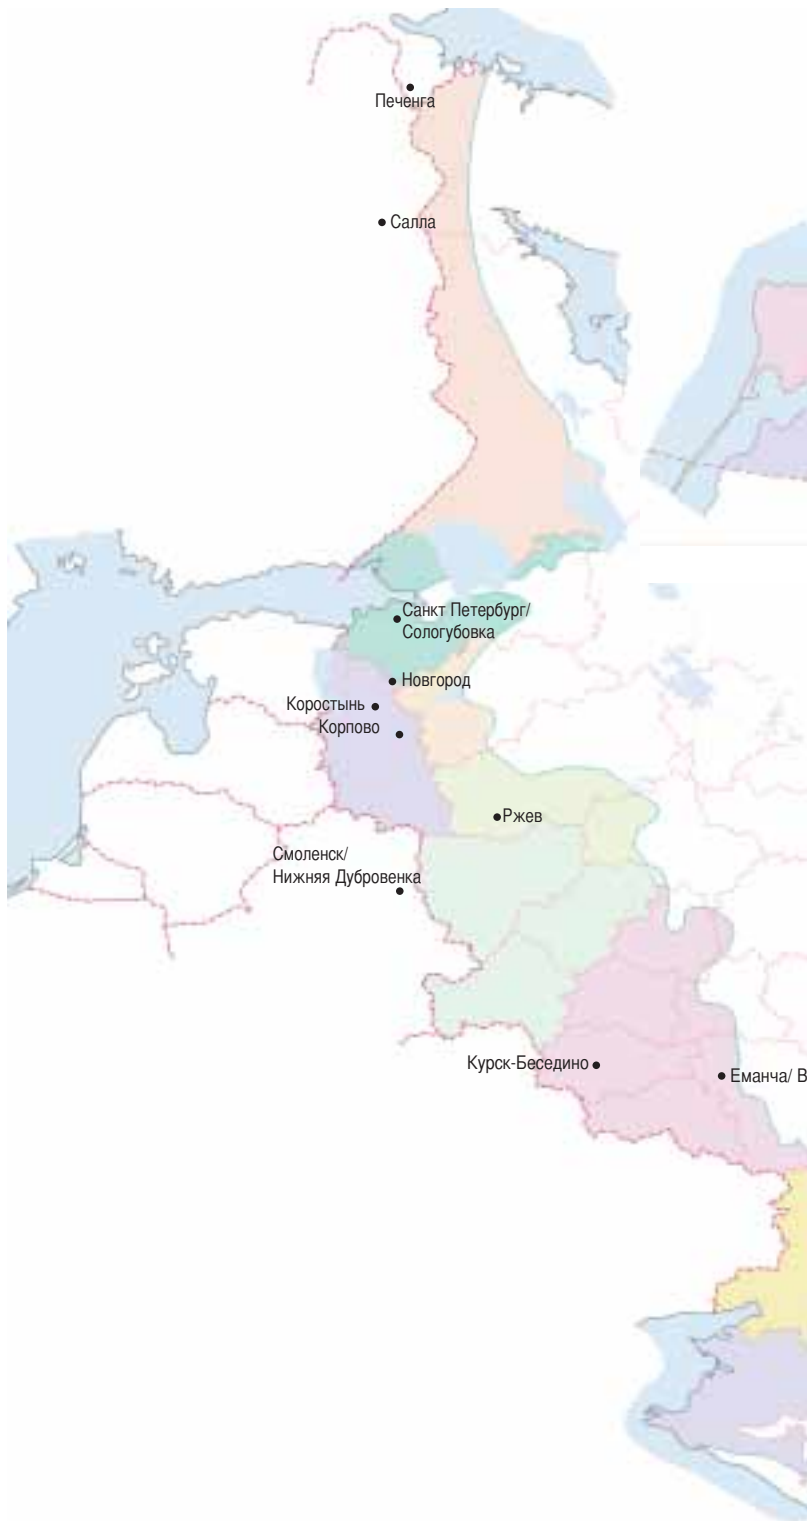 Печенга
Салла
Санкт Петербург/
Сологубовка
Новгород
Коростынь
Корпово
Ржев
Смоленск/
Нижняя Дубровенка
Курск-Беседино
Еманча/ В